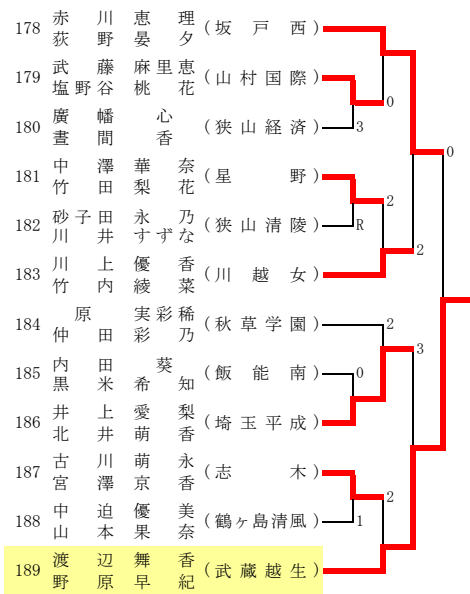 178 赤川恵理 (坂戸西)
荻野晏夕
179 武藤麻里恵 (山村国際)
塩野谷桃花
0
180 廣幡心 (狭山経済)
晝間香
3
0
181 中澤華奈 (星野)
竹田梨花
2
182 砂子田永乃 (狭山清陵)
川井すずな
R
2
183 川上優香 (川越女)
竹内綾菜
184 原実彩稀 (秋草学園)
仲田彩乃
2
3
185 内田葵 (飯能南)
黒米希知
0
186 井上愛梨 (埼玉平成)
北井萌香
187 古川萌永 (志木)
宮澤京香
2
188 中迫優美 (鶴ヶ島清風)
山本果奈
1
189 渡辺舞香 (武蔵越生)
野原早紀